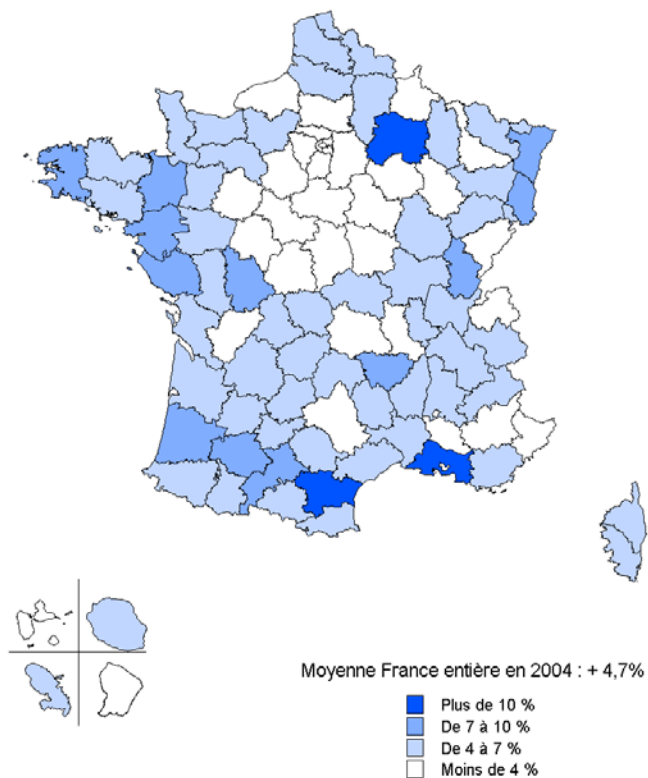 Moyenne France entière en 2004 : + 4,7%
Plus de 10 %
De 7 à 10 %
De 4 à 7 %
Moins de 4 %